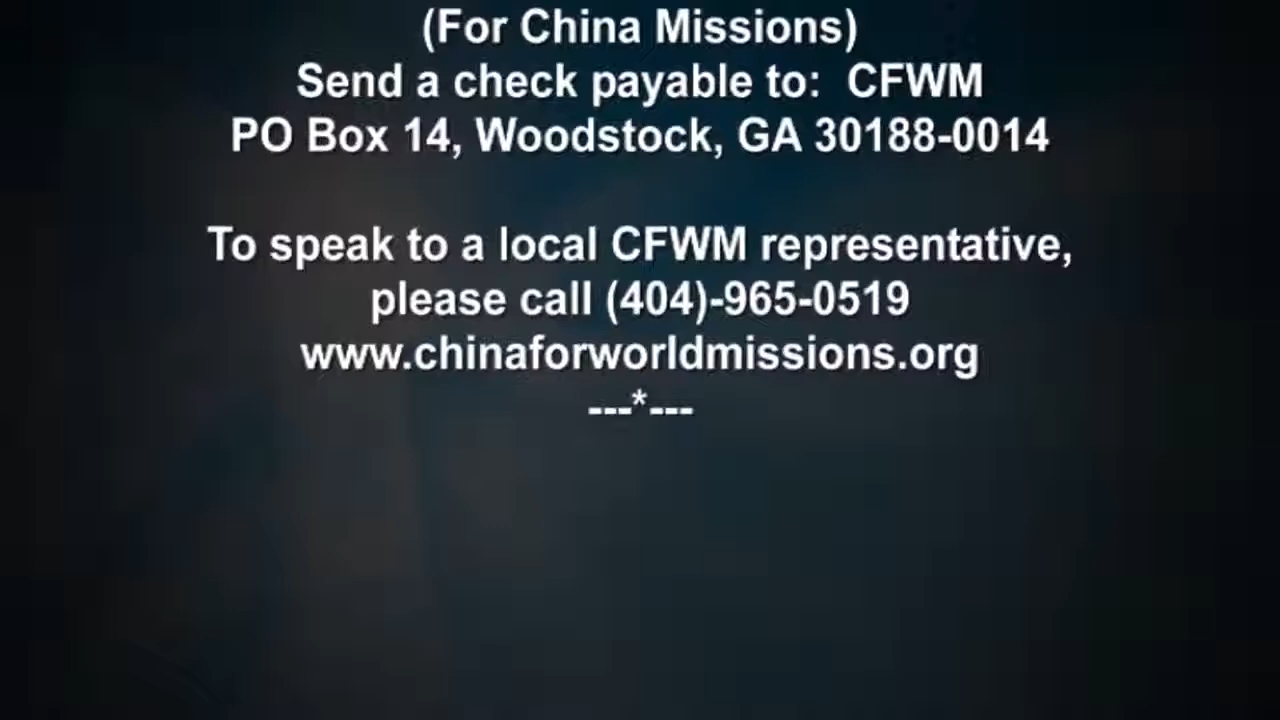 (For China Missions)
Send a check payable to:  CFWM
PO Box 14, Woodstock, GA 30188-0014
To speak to a local CFWM representative,
please call (404)-965-0519
www.chinaforworldmissions.org
---*---